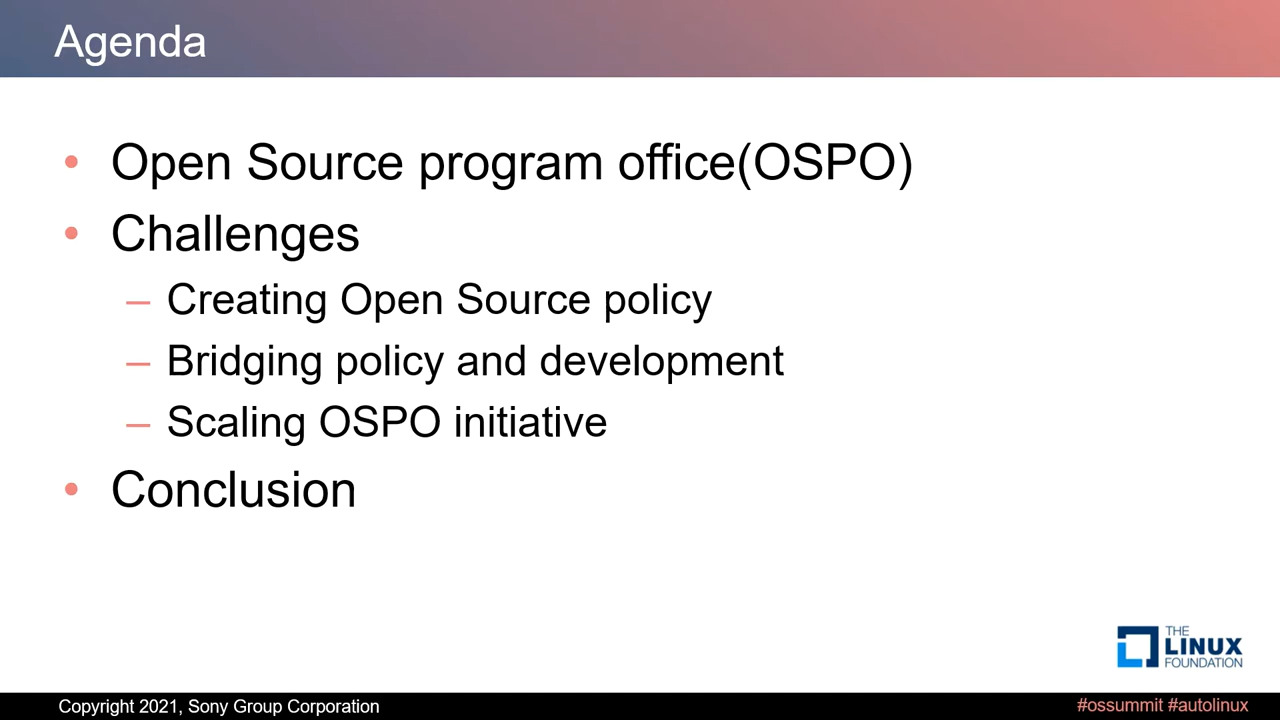 Agenda
• Open Source program office(OSPO)
• Challenges
– Creating Open Source policy
– Bridging policy and development
– Scaling OSPO initiative
• Conclusion
THE
LINUX
FOUNDATION
Copyright 2021, Sony Group Corporation
#ossummit #autolinux